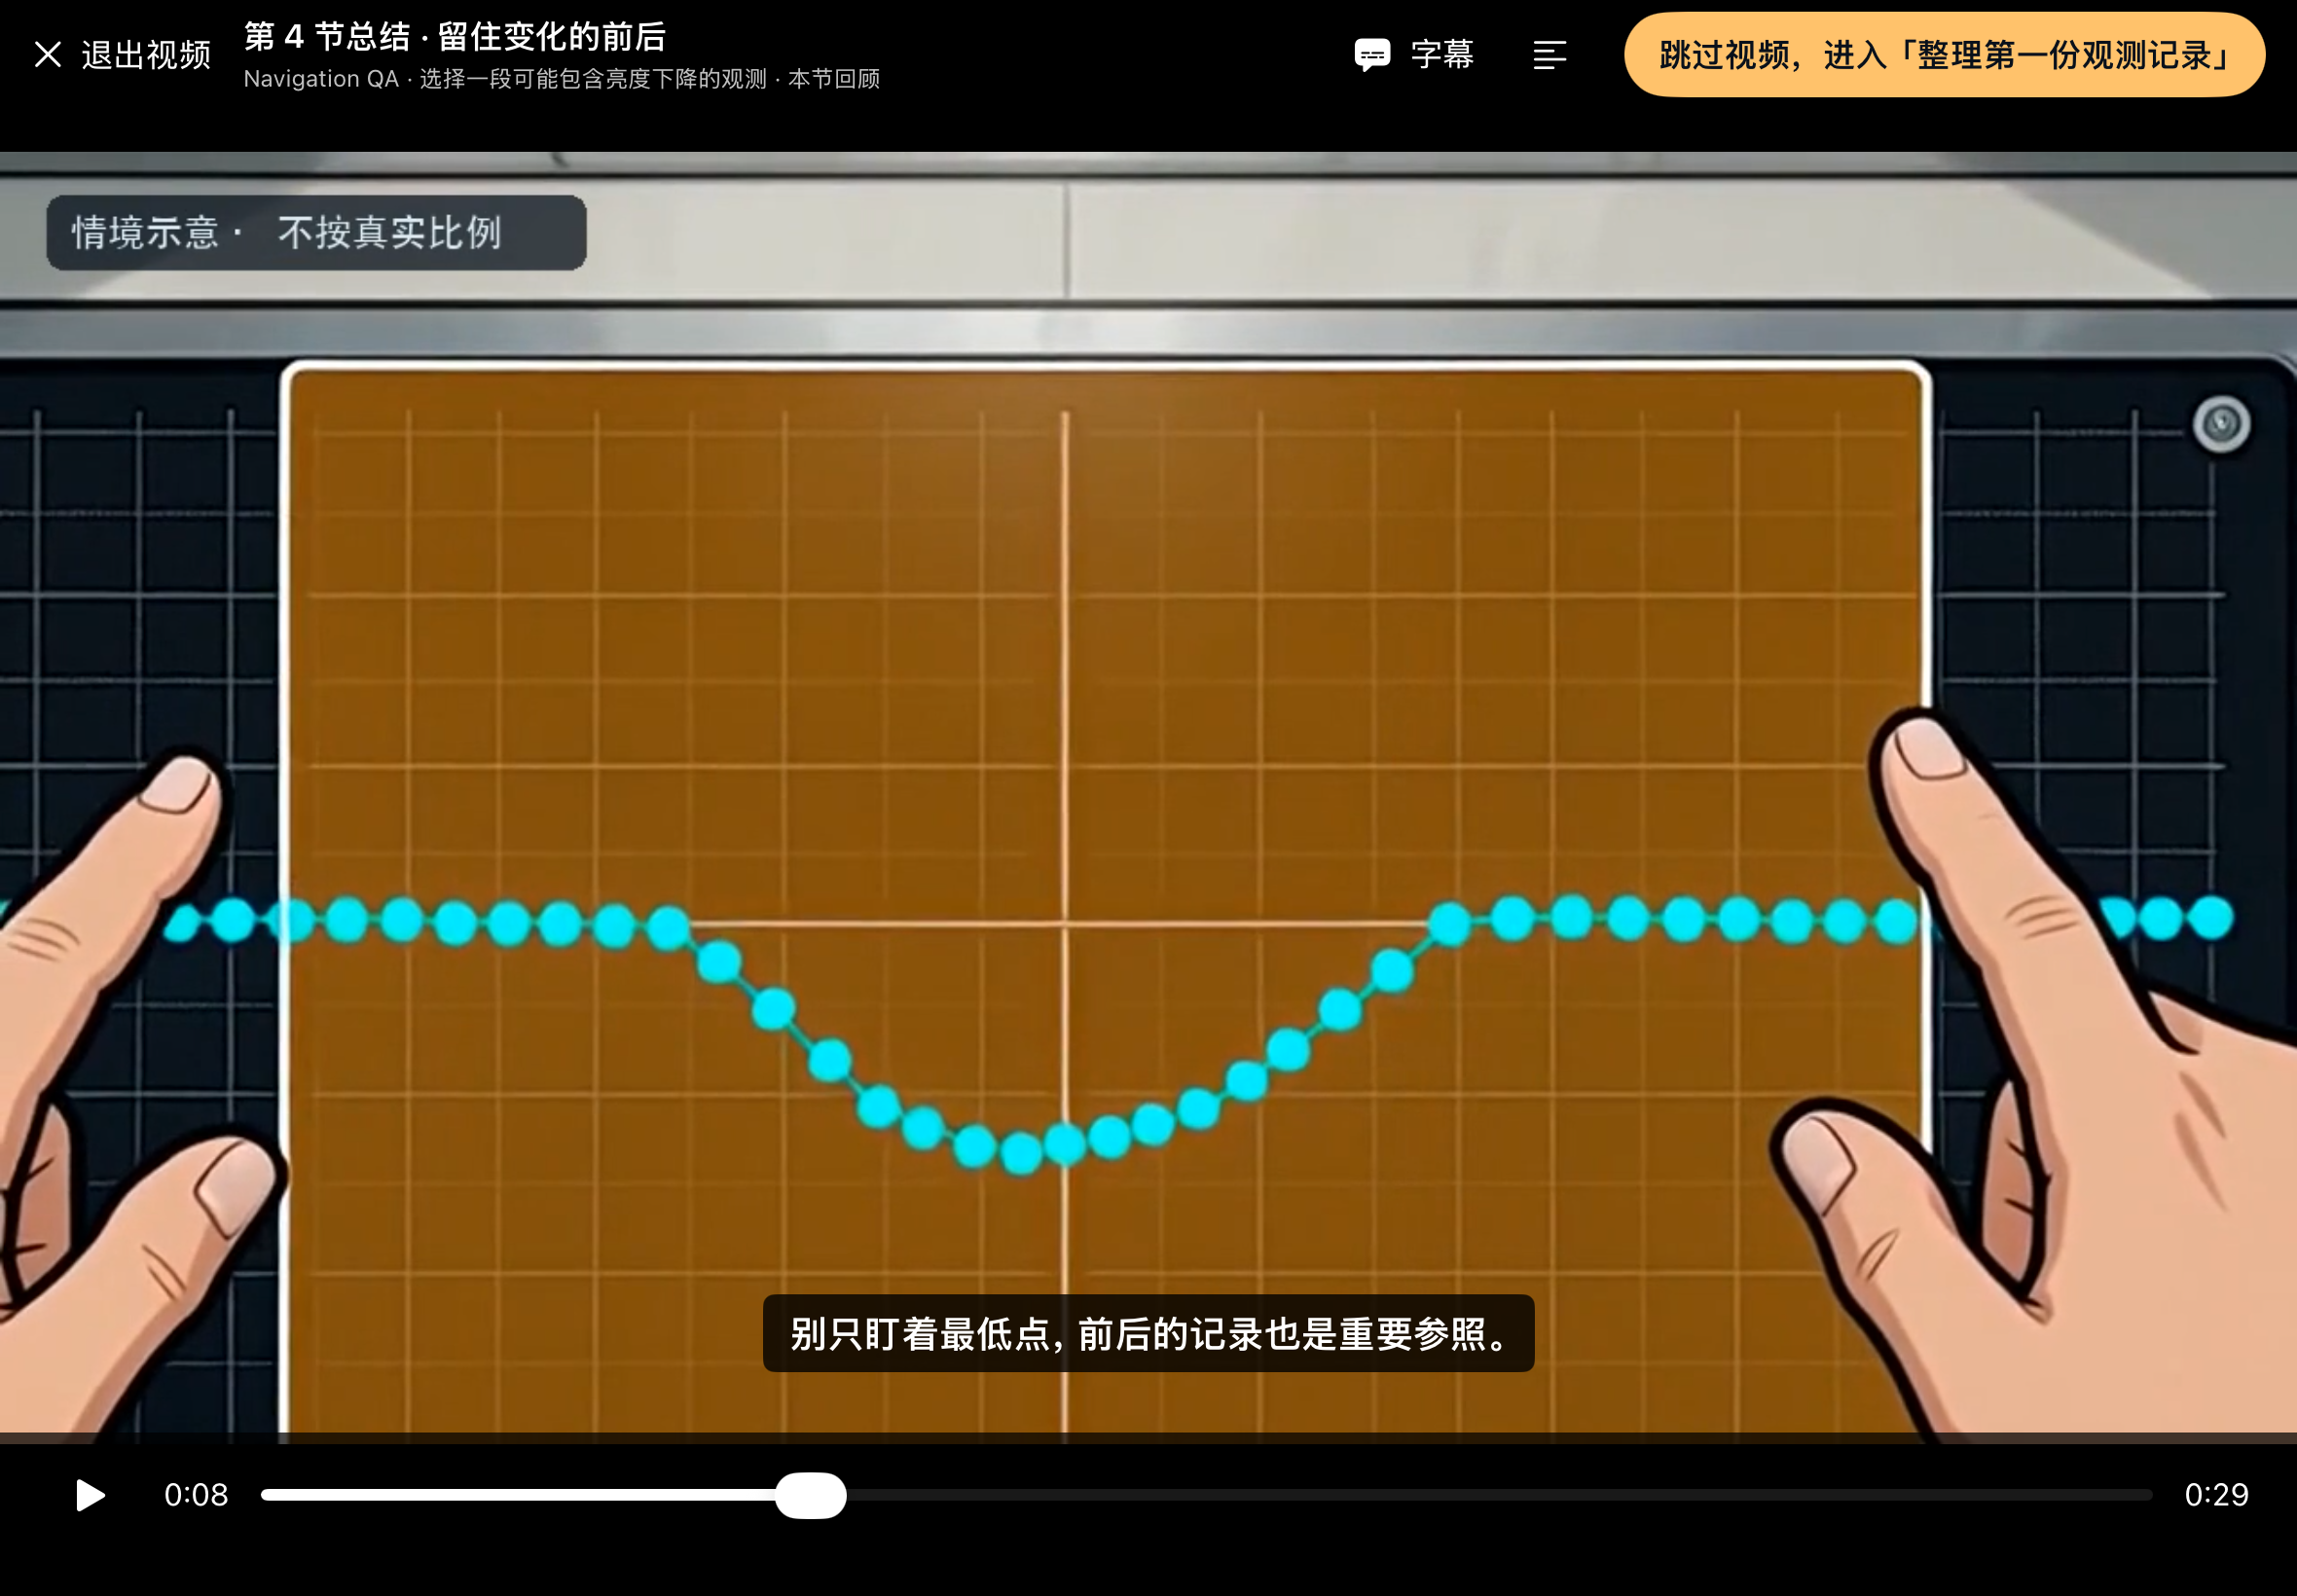 退出视频
第 4 节总结 · 留住变化的前后
Navigation QA · 选择一段可能包含亮度下降的观测 · 本节回顾
字幕
跳过视频，进入「整理第一份观测记录」
情境示意 · 不按真实比例
别只盯着最低点，前后的记录也是重要参照。
0:08
0:29